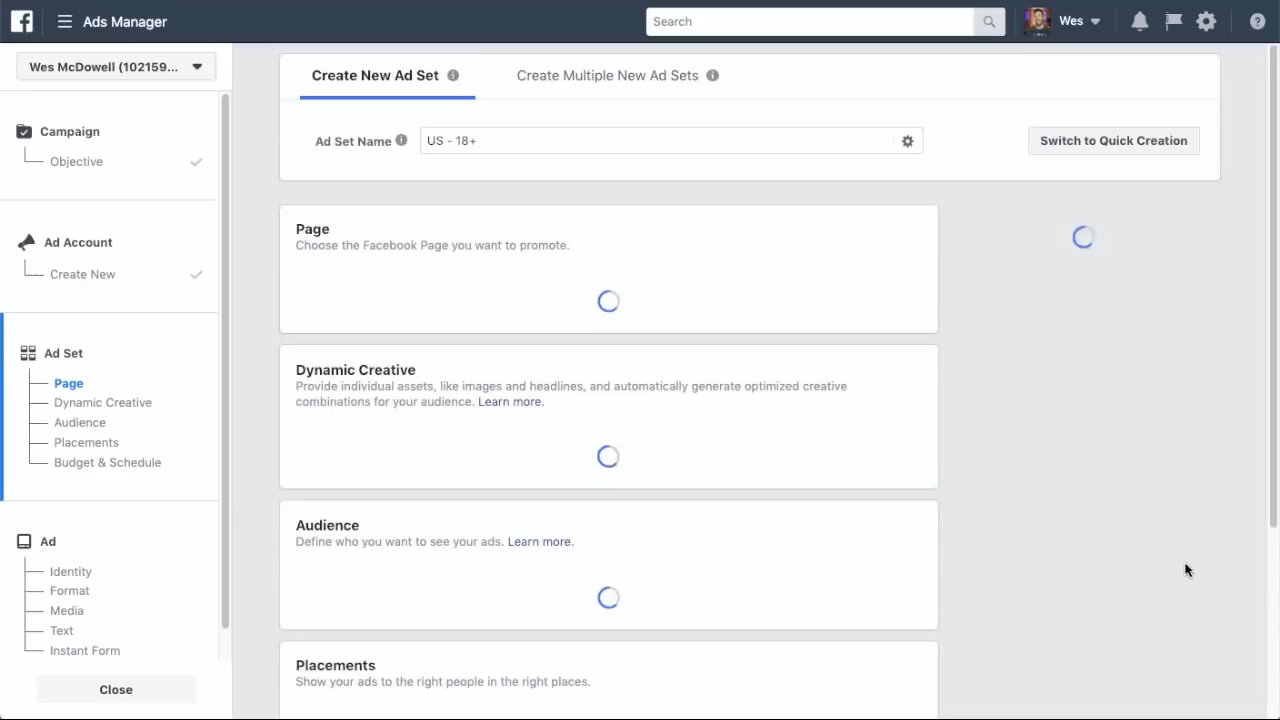 Ads Manager
Search
Wes
Wes McDowell (102159...
Campaign
Objective
Ad Account
Create New
Ad Set
Page
Dynamic Creative
Audience
Placements
Budget & Schedule
Ad
Identity
Format
Media
Text
Instant Form
Close
Create New Ad Set
Create Multiple New Ad Sets
Ad Set Name
US - 18+
Switch to Quick Creation
Page
Choose the Facebook Page you want to promote.
Dynamic Creative
Provide individual assets, like images and headlines, and automatically generate optimized creative
combinations for your audience. Learn more.
Audience
Define who you want to see your ads. Learn more.
Placements
Show your ads to the right people in the right places.